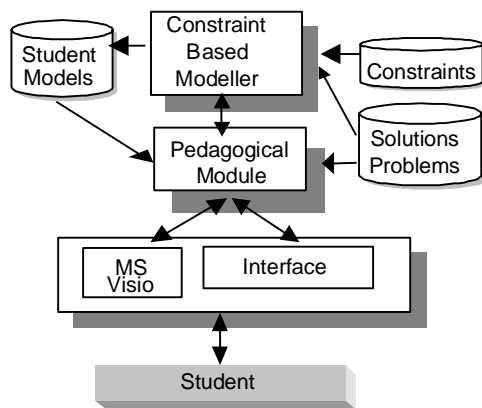 Student
Models
Constraint
Based
Modeller
Constraints
Solutions
Problems
Pedagogical
Module
MS
Visio
Interface
Student